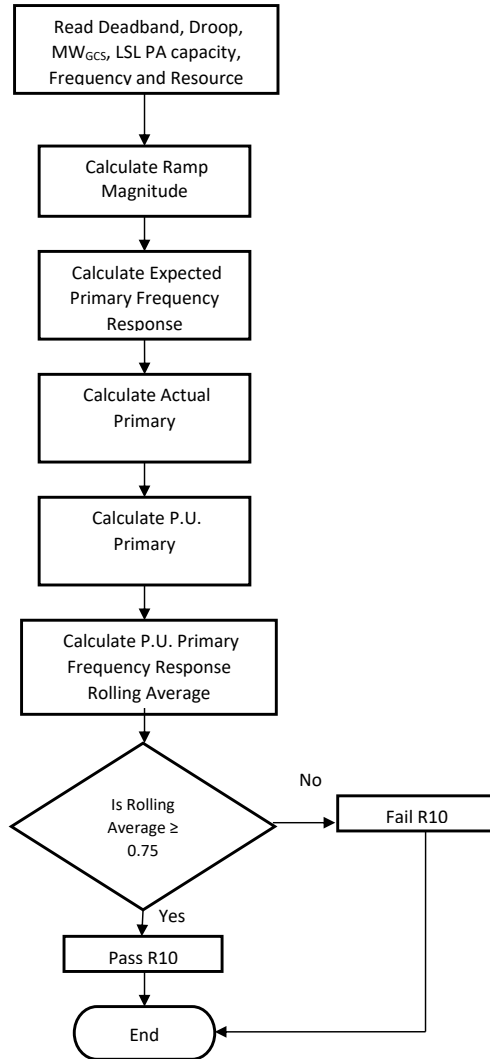 Read Deadband, Droop,
MWGCS, LSL PA capacity,
Frequency and Resource
Calculate Ramp
Magnitude
Calculate Expected
Primary Frequency
Response
Calculate Actual
Primary
Calculate P.U.
Primary
Calculate P.U. Primary
Frequency Response
Rolling Average
Is Rolling
Average ≥
0.75
No
Fail R10
Yes
Pass R10
End